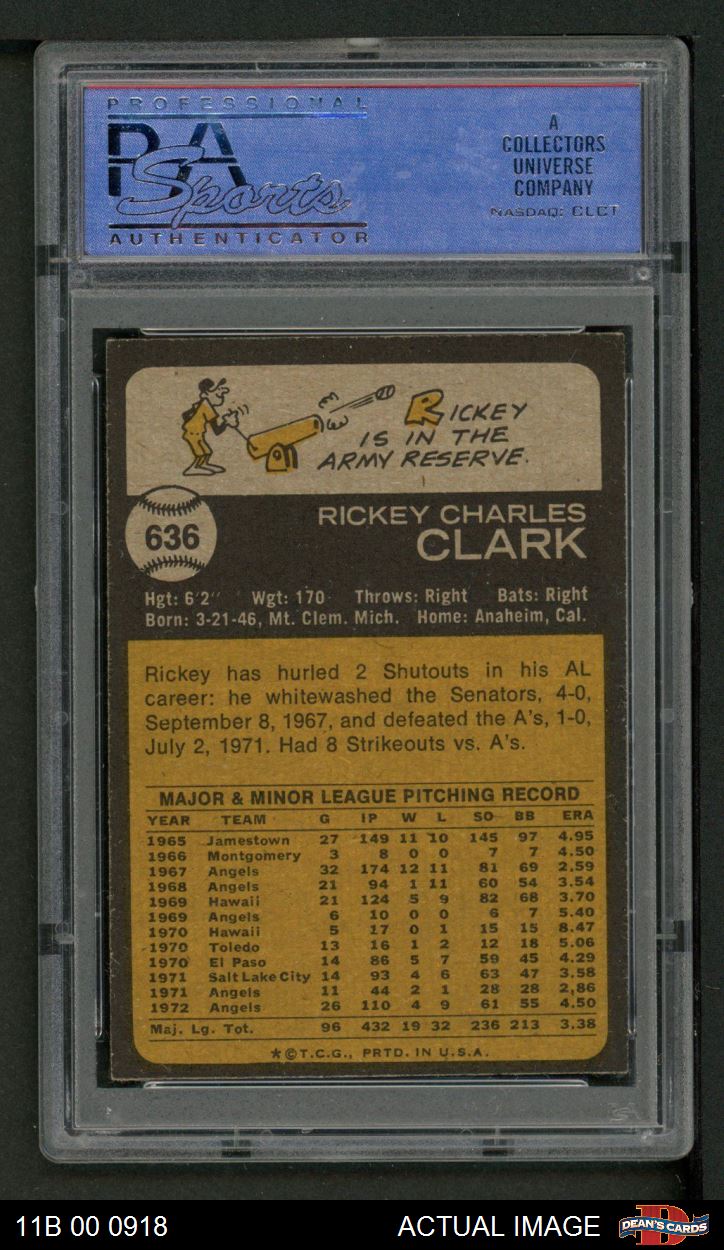 PROFESSIONAL
PSA
Sports
AUTHENTICATOR
A
COLLECTORS
UNIVERSE
COMPANY
NASDAQ: CLCT
RICKEY
IS IN THE
ARMY RESERVE.
636
RICKEY CHARLES
CLARK
Hgt: 6'2" Wgt: 170 Throws: Right Bats: Right
Born: 3-21-46, Mt. Clem. Mich. Home: Anaheim, Cal.
Rickey has hurled 2 Shutouts in his AL
career: he whitewashed the Senators, 4-0,
September 8, 1967, and defeated the A's, 1-0,
July 2, 1971. Had 8 Strikeouts vs. A's.
MAJOR & MINOR LEAGUE PITCHING RECORD
YEAR TEAM G IP W L SO BB ERA
1965 Jamestown 27 149 11 10 145 97 4.95
1966 Montgomery 3 8 0 0 7 7 4.50
1967 Angels 32 174 12 11 81 69 2.59
1968 Angels 21 94 1 11 60 54 3.54
1969 Hawaii 21 124 5 9 82 68 3.70
1969 Angels 6 10 0 0 6 7 5.40
1970 Hawaii 5 17 0 1 15 15 8.47
1970 Toledo 13 16 1 2 12 18 5.06
1970 El Paso 14 86 5 7 59 45 4.29
1971 Salt Lake City 14 93 4 6 63 47 3.58
1971 Angels 11 44 2 1 28 28 2.86
1972 Angels 26 110 4 9 61 55 4.50
Maj. Lg. Tot. 96 432 19 32 236 213 3.38
*©T.C.G., PRTD. IN U.S.A.
11B 00 0918 ACTUAL IMAGE DEAN'S CARDS